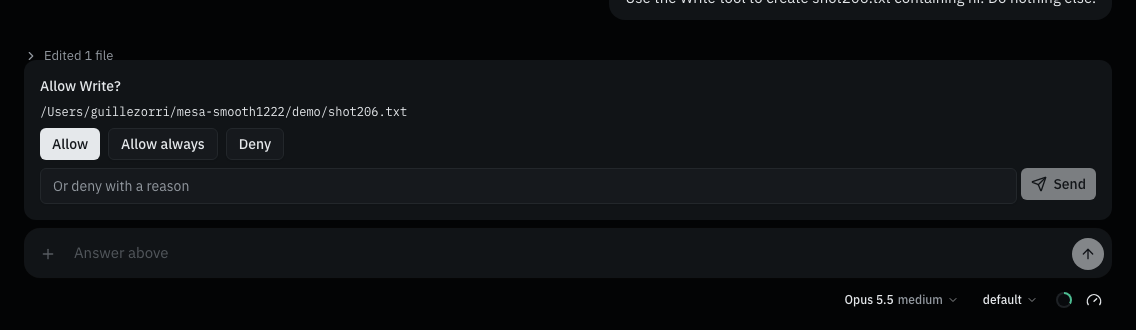 Use the Write tool to create shot206.txt containing hi. Do nothing else.
Edited 1 file
Allow Write?
/Users/guillezorri/mesa-smooth1222/demo/shot206.txt
Allow
Allow always
Deny
Or deny with a reason
Send
Answer above
Opus 5.5 medium
default